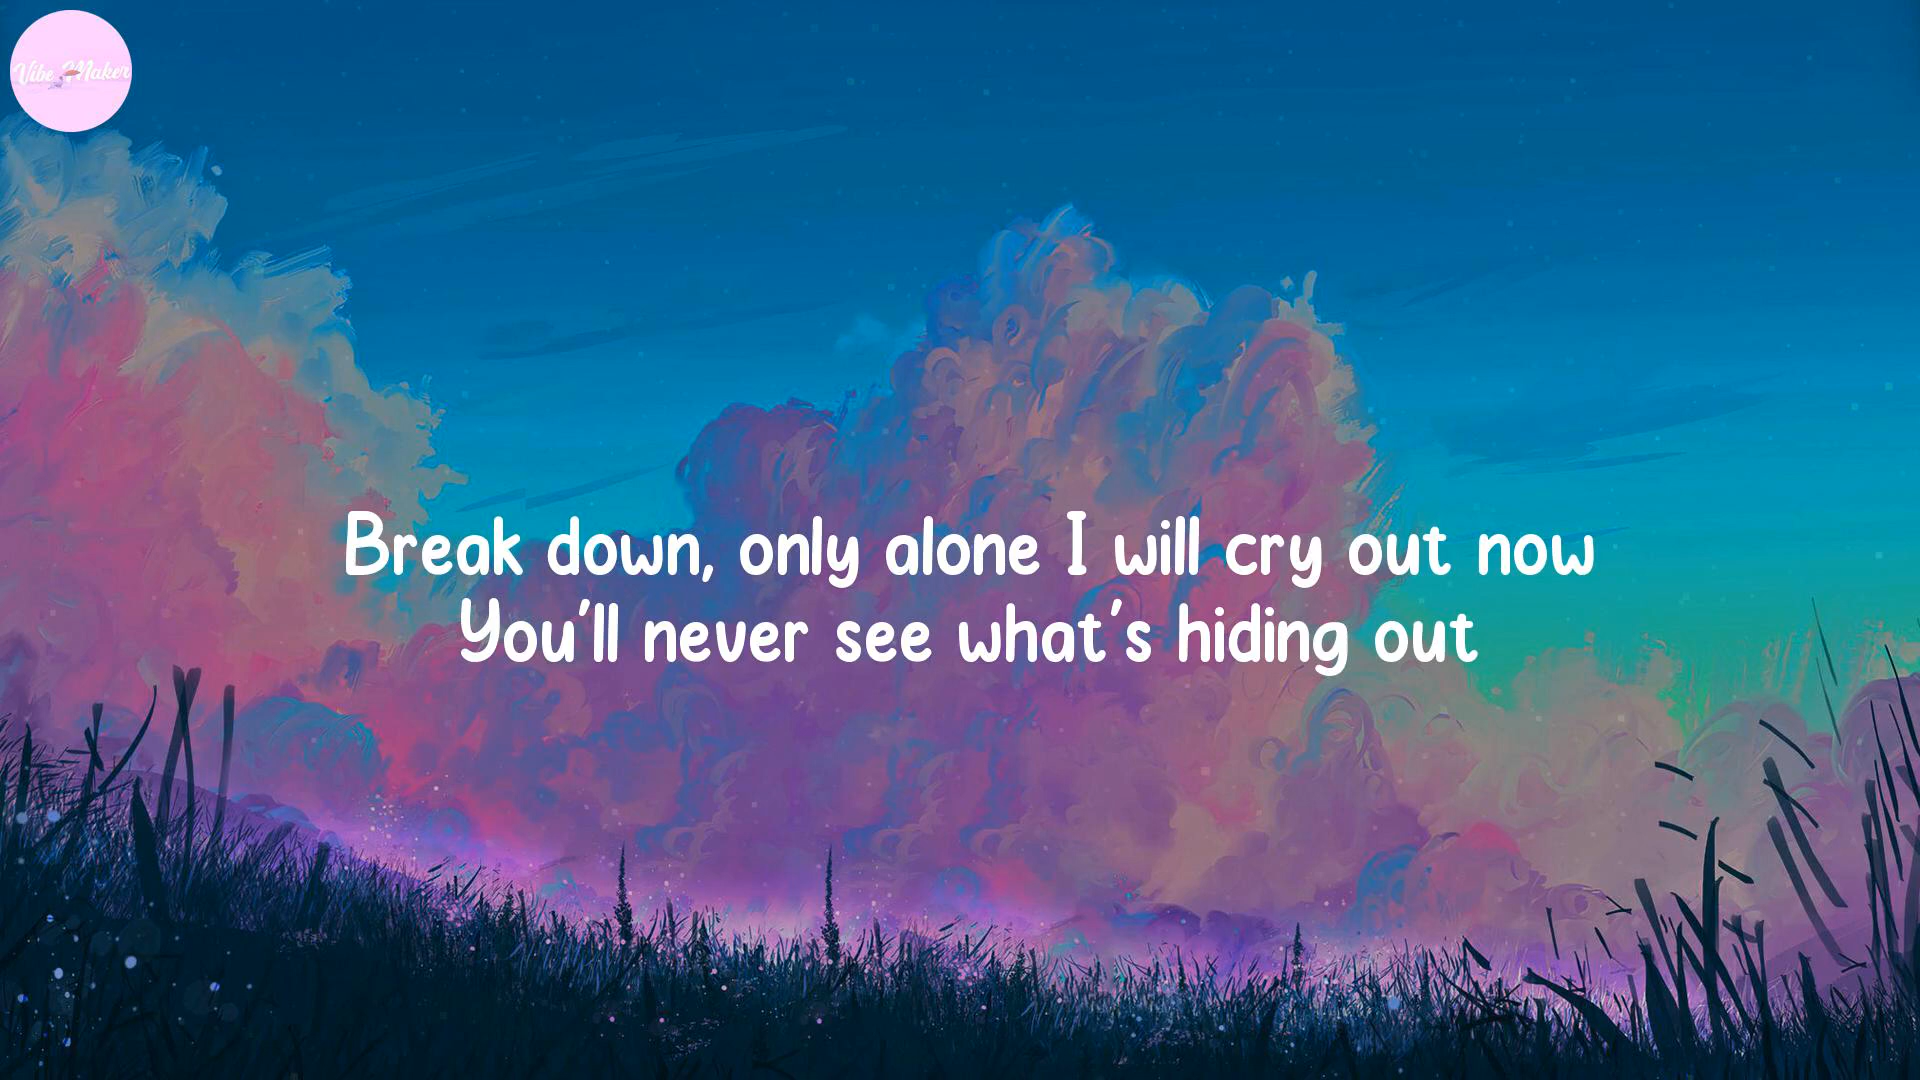 Vibe Maker
Break down, only alone I will cry out now
You'll never see what's hiding out